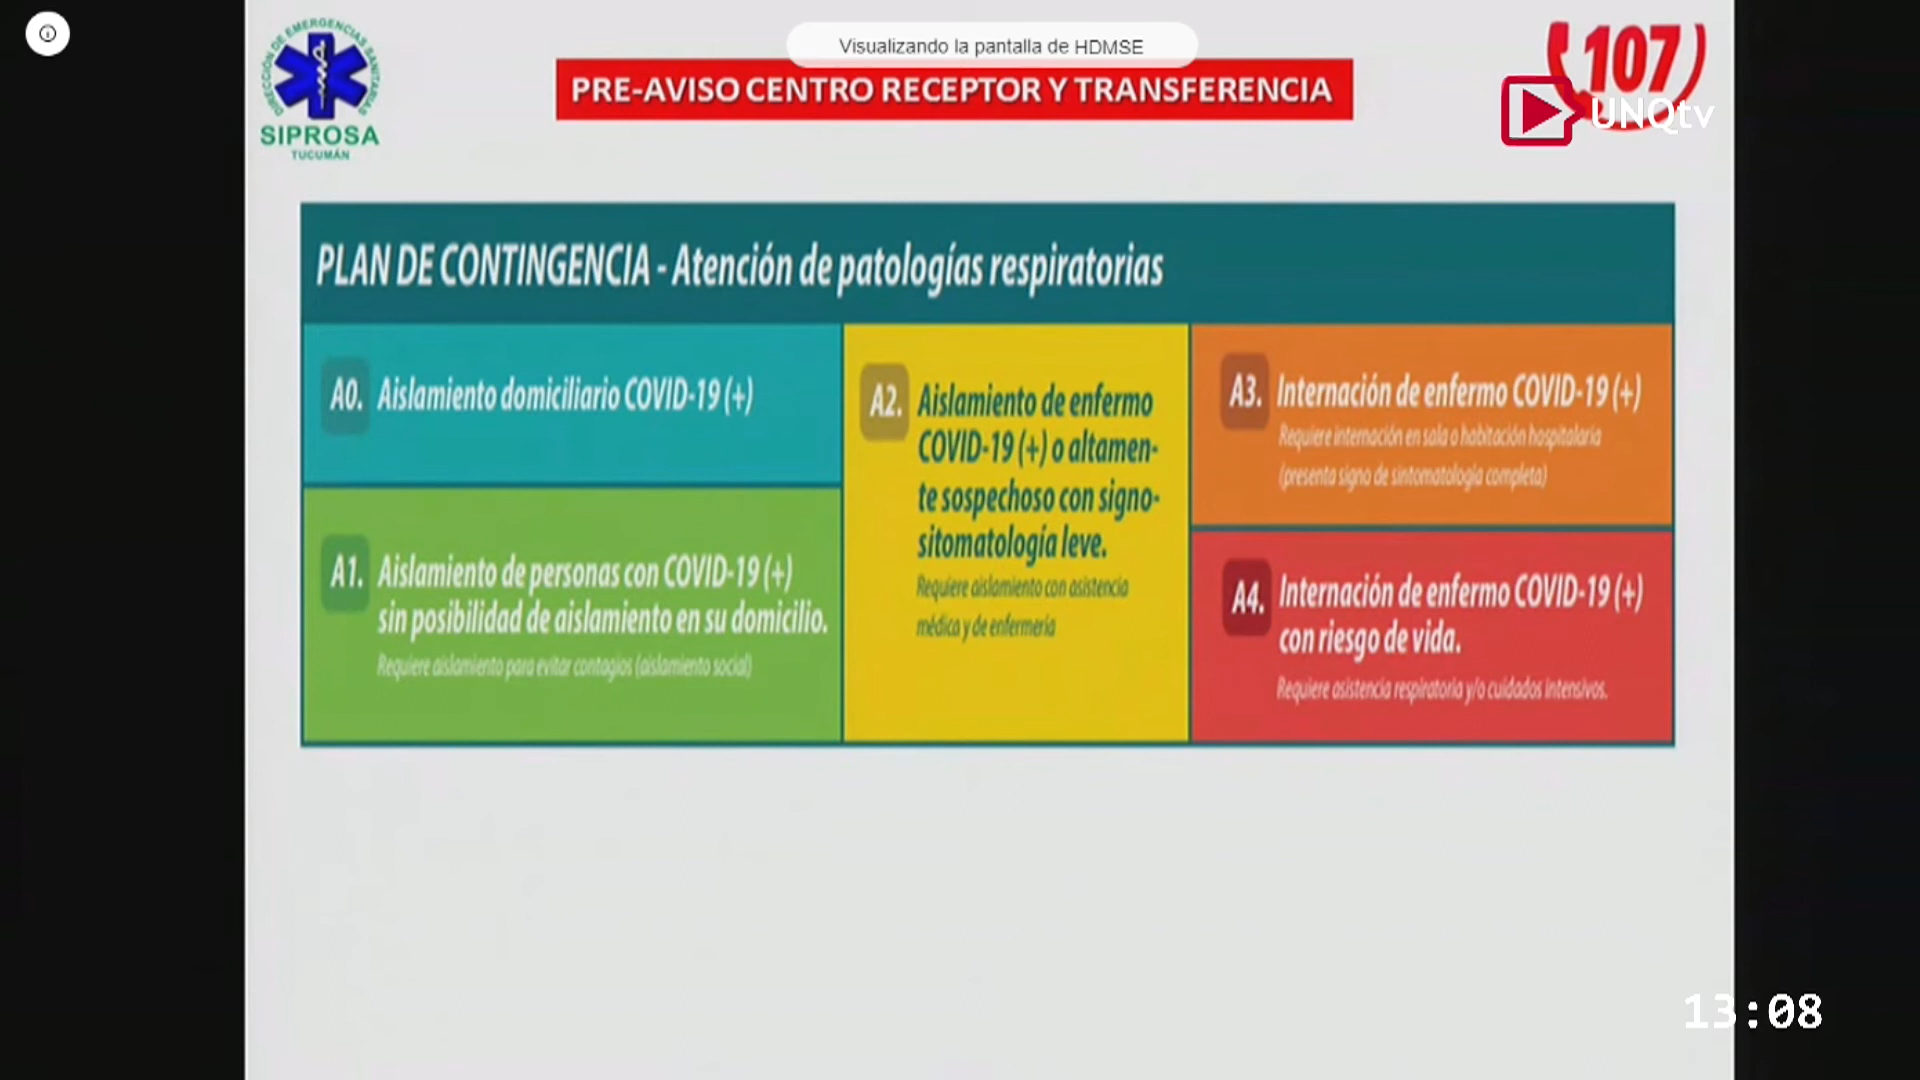 Visualizando la pantalla de HDMSE
DIRECCIÓN DE EMERGENCIAS SANITARIAS
SIPROSA
TUCUMÁN
PRE-AVISO CENTRO RECEPTOR Y TRANSFERENCIA
107
UNQtv
PLAN DE CONTINGENCIA - Atención de patologías respiratorias
A0. Aislamiento domiciliario COVID-19 (+)
A1. Aislamiento de personas con COVID-19 (+)
sin posibilidad de aislamiento en su domicilio.
Requiere aislamiento para evitar contagios (aislamiento social)
A2. Aislamiento de enfermo
COVID-19 (+) o altamen-
te sospechoso con signo-
sitomatología leve.
Requiere aislamiento con asistencia
médica y de enfermería
A3. Internación de enfermo COVID-19 (+)
Requiere internación en sala o habitación hospitalaria
(presenta signo de sintomatologia completa)
A4. Internación de enfermo COVID-19 (+)
con riesgo de vida.
Requiere asistencia respiratoria y/o cuidados intensivos.
13:08